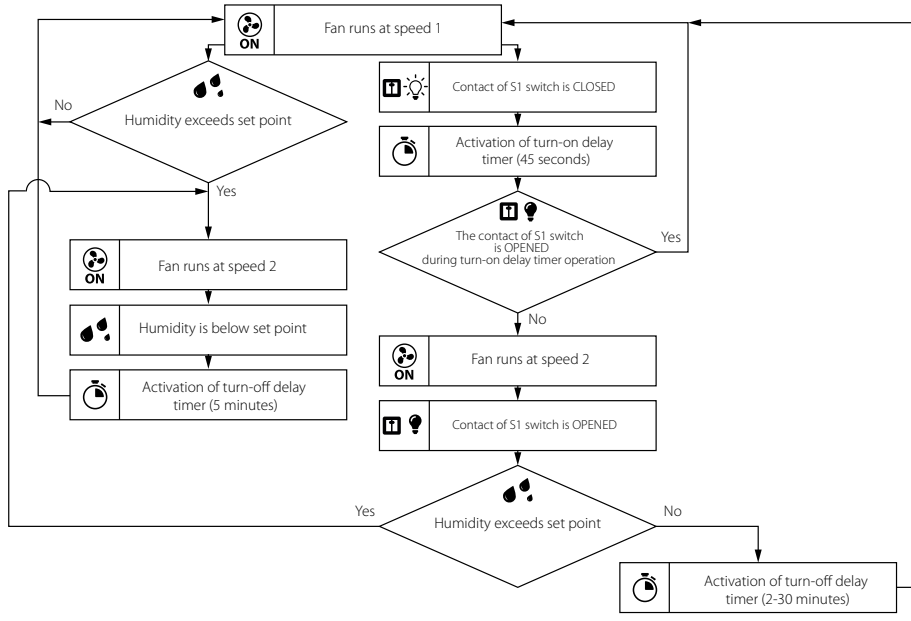 ON
Fan runs at speed 1
Humidity exceeds set point
No
Yes
ON
Fan runs at speed 2
Humidity is below set point
Activation of turn-off delay
timer (5 minutes)
Contact of S1 switch is CLOSED
Activation of turn-on delay
timer (45 seconds)
The contact of S1 switch
is OPENED
during turn-on delay timer operation
Yes
No
ON
Fan runs at speed 2
Contact of S1 switch is OPENED
Humidity exceeds set point
Yes
No
Activation of turn-off delay
timer (2-30 minutes)